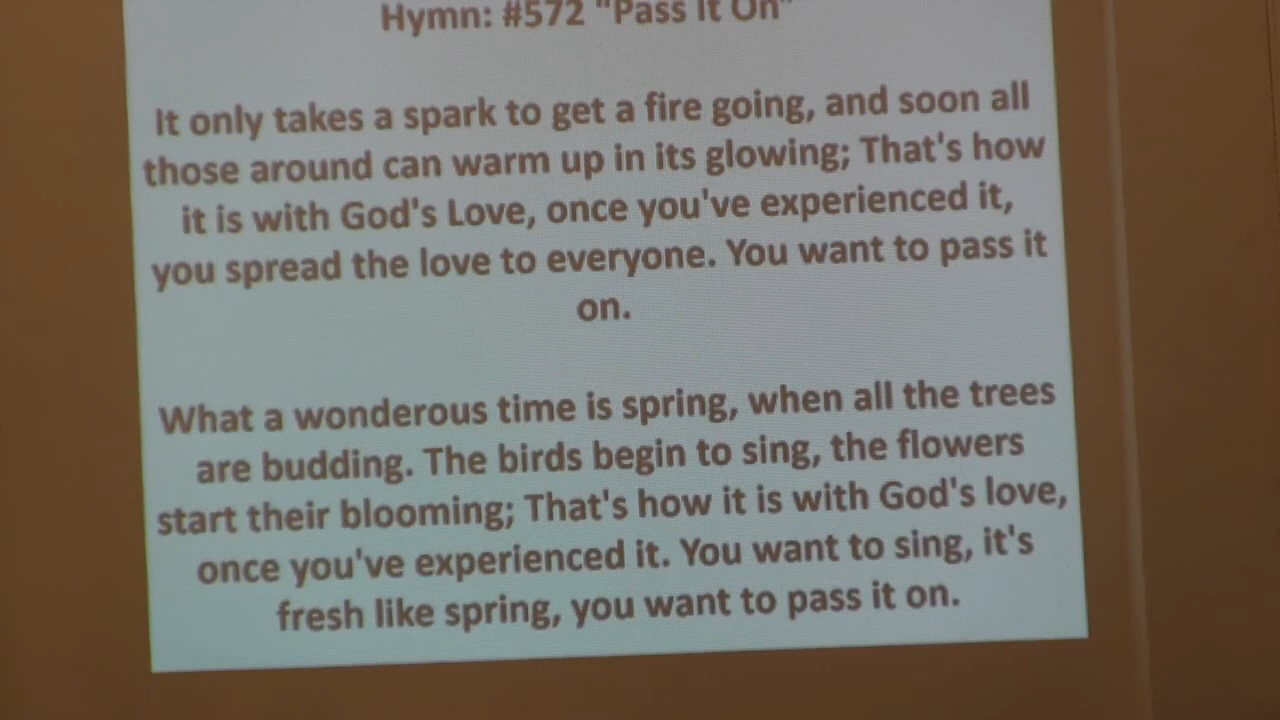 Hymn: #572 "Pass It On"
It only takes a spark to get a fire going, and soon all
those around can warm up in its glowing; That's how
it is with God's Love, once you've experienced it,
you spread the love to everyone. You want to pass it
on.
What a wonderous time is spring, when all the trees
are budding. The birds begin to sing, the flowers
start their blooming; That's how it is with God's love,
once you've experienced it. You want to sing, it's
fresh like spring, you want to pass it on.